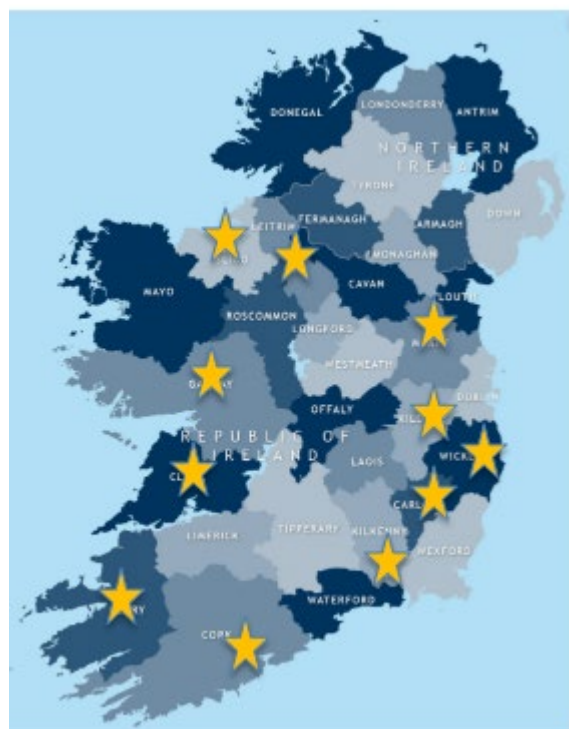 DONEGAL
LONDONDERRY
ANTRIM
NORTHERN
IRELAND
TYRONE
DOWN
FERMANAGH
ARMAGH
MONAGHAN
CAVAN
LOUTH
MAYO
ROSCOMMON
LONGFORD
WESTMEATH
OFFALY
REPUBLIC OF
IRELAND
LAOIS
TIPPERARY
LIMERICK
KILKENNY
WEXFORD
WATERFORD
CORK